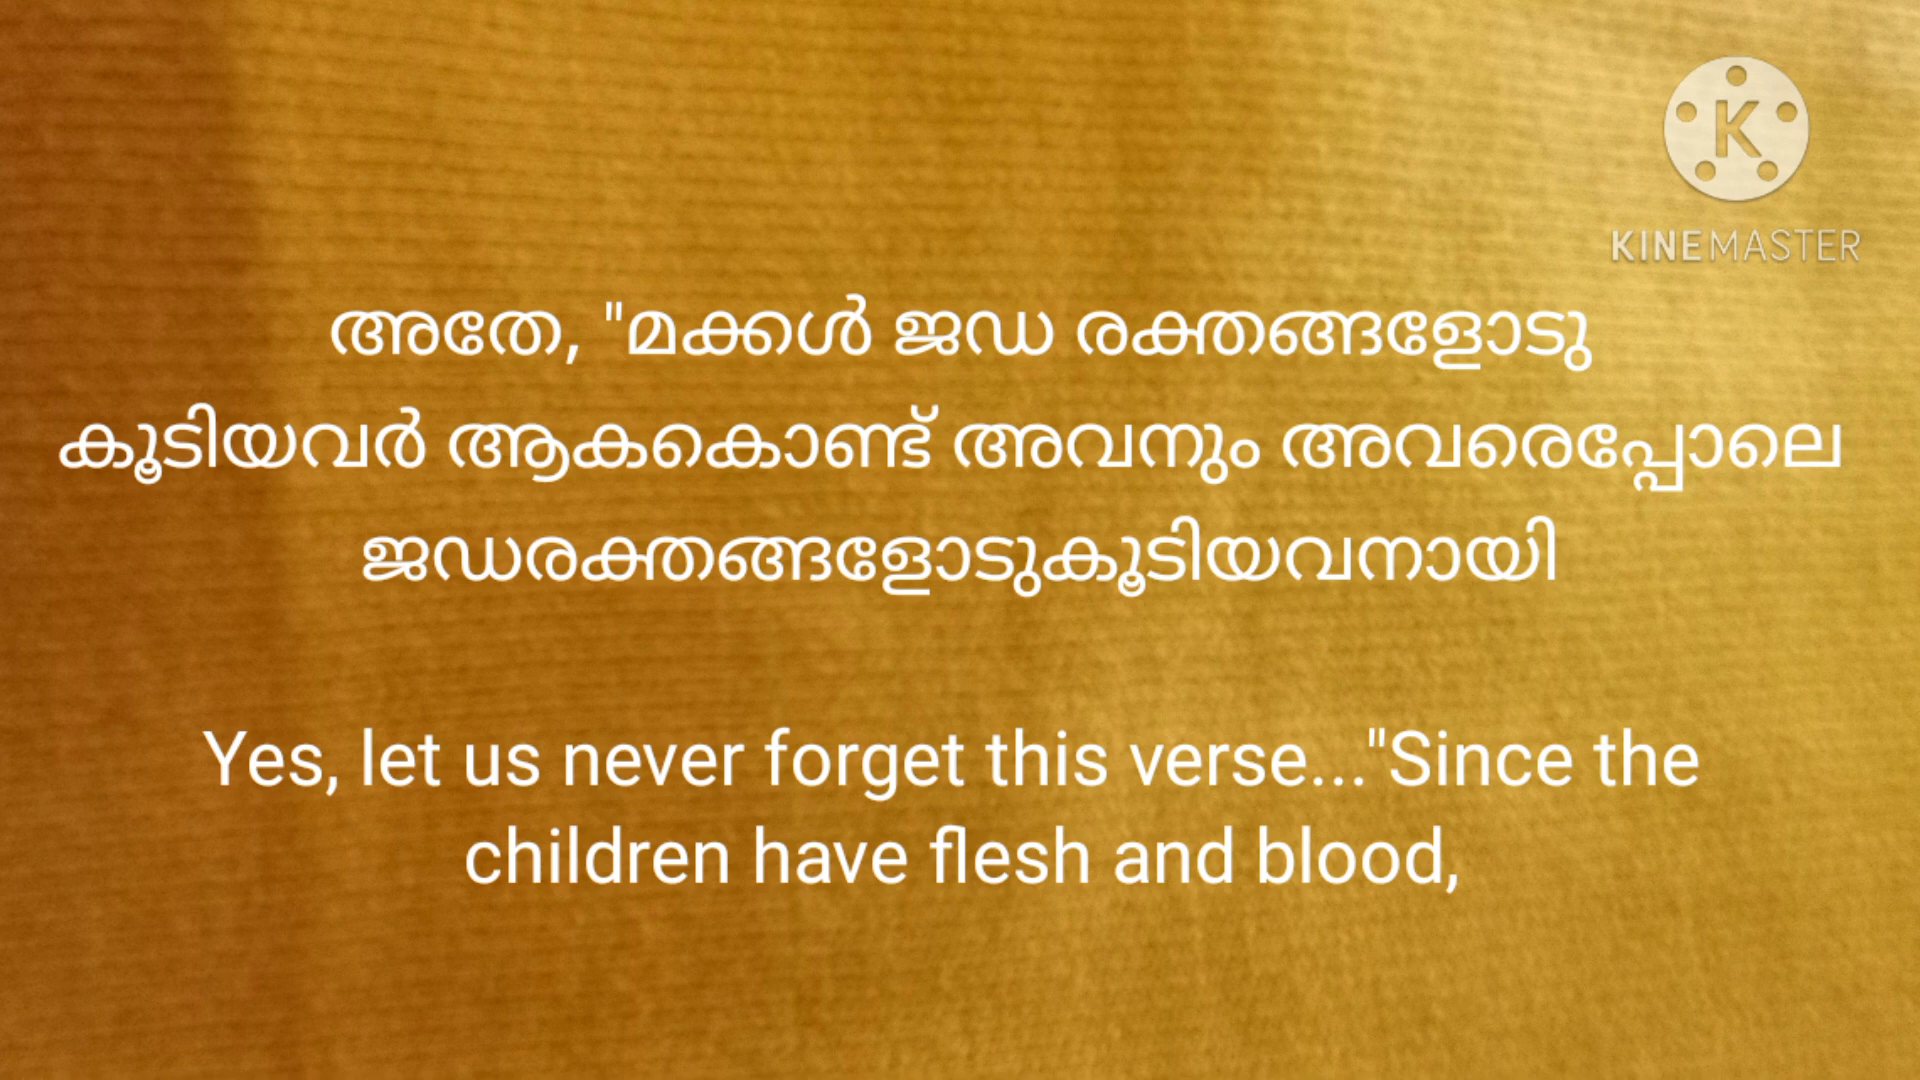 KINEMASTER
അതേ, "മക്കൾ ജഡ രക്തങ്ങളോടു
കൂടിയവർ ആകകൊണ്ട് അവനും അവരെപ്പോലെ
ജഡരക്തങ്ങളോടുകൂടിയവനായി
Yes, let us never forget this verse..."Since the
children have flesh and blood,